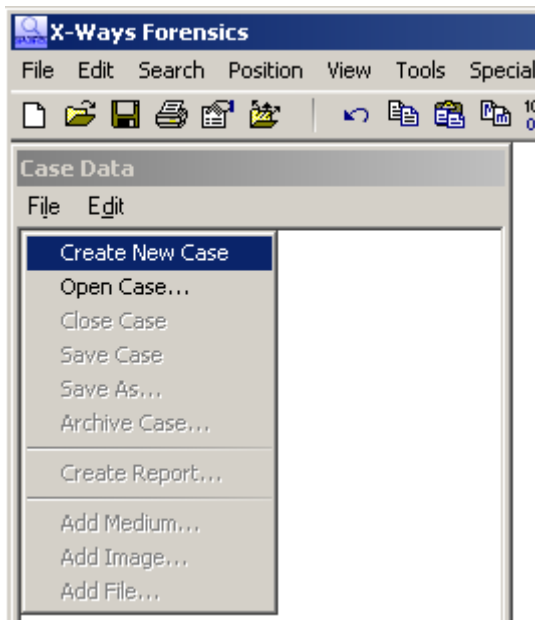 X-Ways Forensics
File Edit Search Position View Tools Special
Case Data
File Edit
Create New Case
Open Case...
Close Case
Save Case
Save As...
Archive Case...
Create Report...
Add Medium...
Add Image...
Add File...